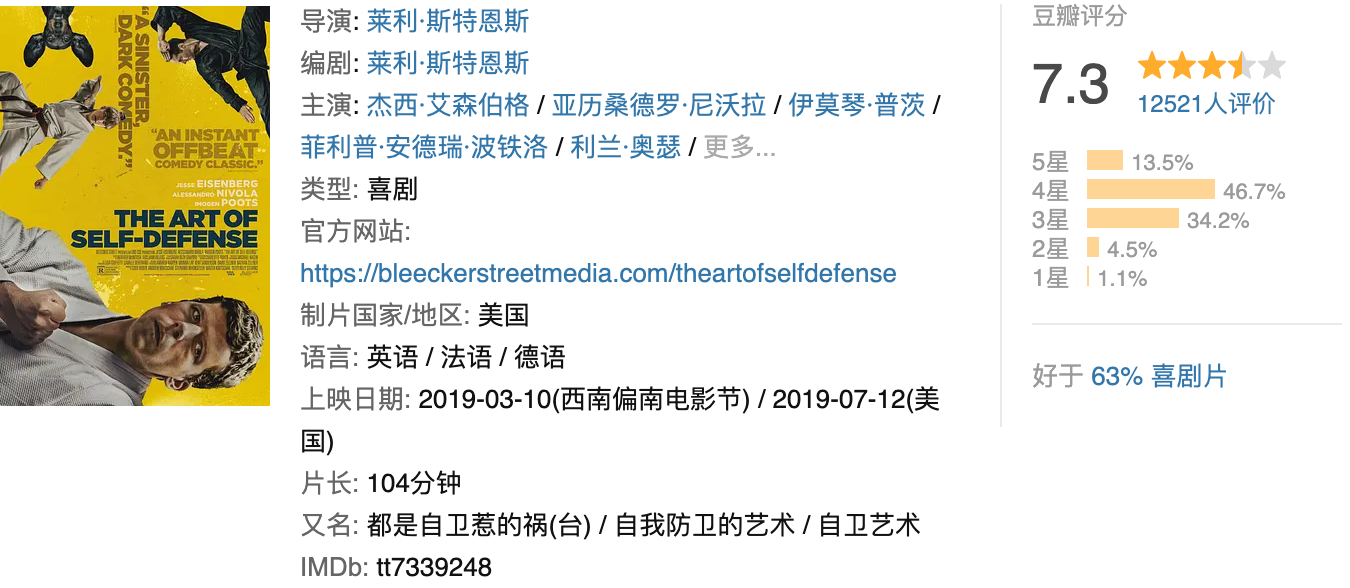 "A SINISTER,
DARK COMEDY."
"AN INSTANT
OFFBEAT
COMEDY CLASSIC."
JESSE EISENBERG
ALESSANDRO NIVOLA
IMOGEN POOTS
THE ART OF
SELF-DEFENSE
R
导演: 莱利·斯特恩斯
编剧: 莱利·斯特恩斯
主演: 杰西·艾森伯格 / 亚历桑德罗·尼沃拉 / 伊莫琴·普茨 /
菲利普·安德瑞·波铁洛 / 利兰·奥瑟 / 更多...
类型: 喜剧
官方网站:
https://bleeckerstreetmedia.com/theartofselfdefense
制片国家/地区: 美国
语言: 英语 / 法语 / 德语
上映日期: 2019-03-10(西南偏南电影节) / 2019-07-12(美
国)
片长: 104分钟
又名: 都是自卫惹的祸(台) / 自我防卫的艺术 / 自卫艺术
IMDb: tt7339248
豆瓣评分
7.3
12521人评价
5星 13.5%
4星 46.7%
3星 34.2%
2星 4.5%
1星 1.1%
好于 63% 喜剧片